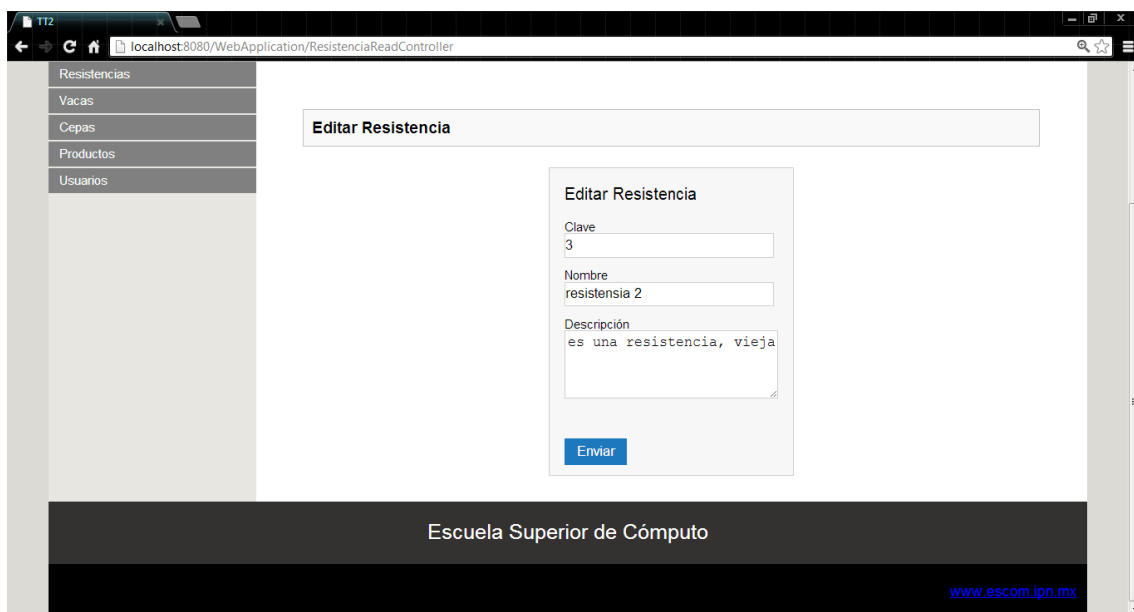 TT2
localhost:8080/WebApplication/ResistenciaReadController
Resistencias
Vacas
Cepas
Productos
Usuarios
Editar Resistencia
Editar Resistencia
Clave
3
Nombre
resistensia 2
Descripción
es una resistencia, vieja
Enviar
Escuela Superior de Cómputo
www.escom.ipn.mx